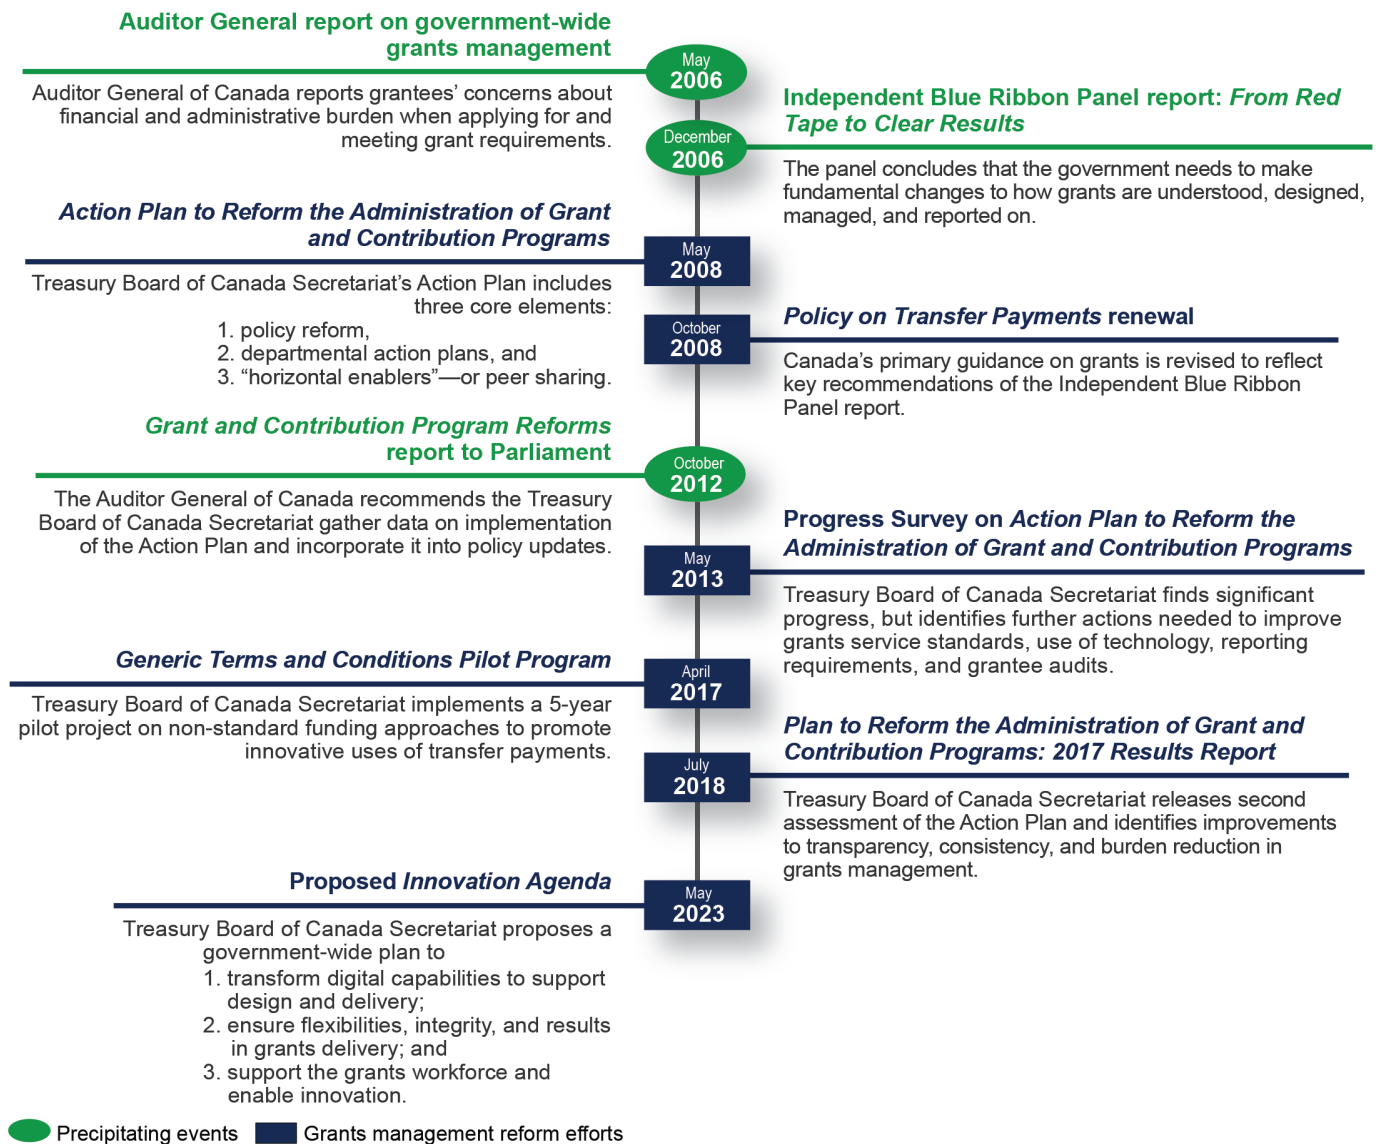 Auditor General report on government-wide
grants management
May
2006
Auditor General of Canada reports grantees’ concerns about
financial and administrative burden when applying for and
meeting grant requirements.
December
2006
Independent Blue Ribbon Panel report: From Red
Tape to Clear Results
The panel concludes that the government needs to make
fundamental changes to how grants are understood, designed,
managed, and reported on.
Action Plan to Reform the Administration of Grant
and Contribution Programs
May
2008
Treasury Board of Canada Secretariat’s Action Plan includes
three core elements:
1. policy reform,
2. departmental action plans, and
3. “horizontal enablers”—or peer sharing.
October
2008
Policy on Transfer Payments renewal
Canada’s primary guidance on grants is revised to reflect
key recommendations of the Independent Blue Ribbon
Panel report.
Grant and Contribution Program Reforms
report to Parliament
October
2012
The Auditor General of Canada recommends the Treasury
Board of Canada Secretariat gather data on implementation
of the Action Plan and incorporate it into policy updates.
May
2013
Progress Survey on Action Plan to Reform the
Administration of Grant and Contribution Programs
Treasury Board of Canada Secretariat finds significant
progress, but identifies further actions needed to improve
grants service standards, use of technology, reporting
requirements, and grantee audits.
Generic Terms and Conditions Pilot Program
April
2017
Treasury Board of Canada Secretariat implements a 5-year
pilot project on non-standard funding approaches to promote
innovative uses of transfer payments.
July
2018
Plan to Reform the Administration of Grant and
Contribution Programs: 2017 Results Report
Treasury Board of Canada Secretariat releases second
assessment of the Action Plan and identifies improvements
to transparency, consistency, and burden reduction in
grants management.
Proposed Innovation Agenda
May
2023
Treasury Board of Canada Secretariat proposes a
government-wide plan to
1. transform digital capabilities to support
design and delivery;
2. ensure flexibilities, integrity, and results
in grants delivery; and
3. support the grants workforce and
enable innovation.
Precipitating events
Grants management reform efforts